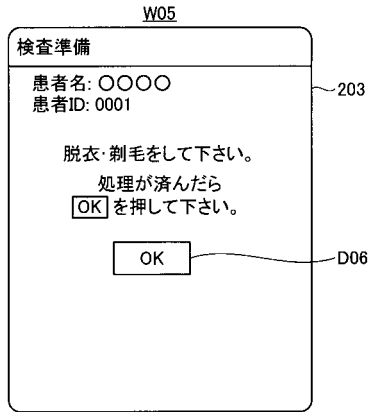 W05
検査準備
患者名: ○○○○
患者ID: 0001
203
脱衣・剃毛をして下さい。
処理が済んだら
OK を押して下さい。
OK
D06